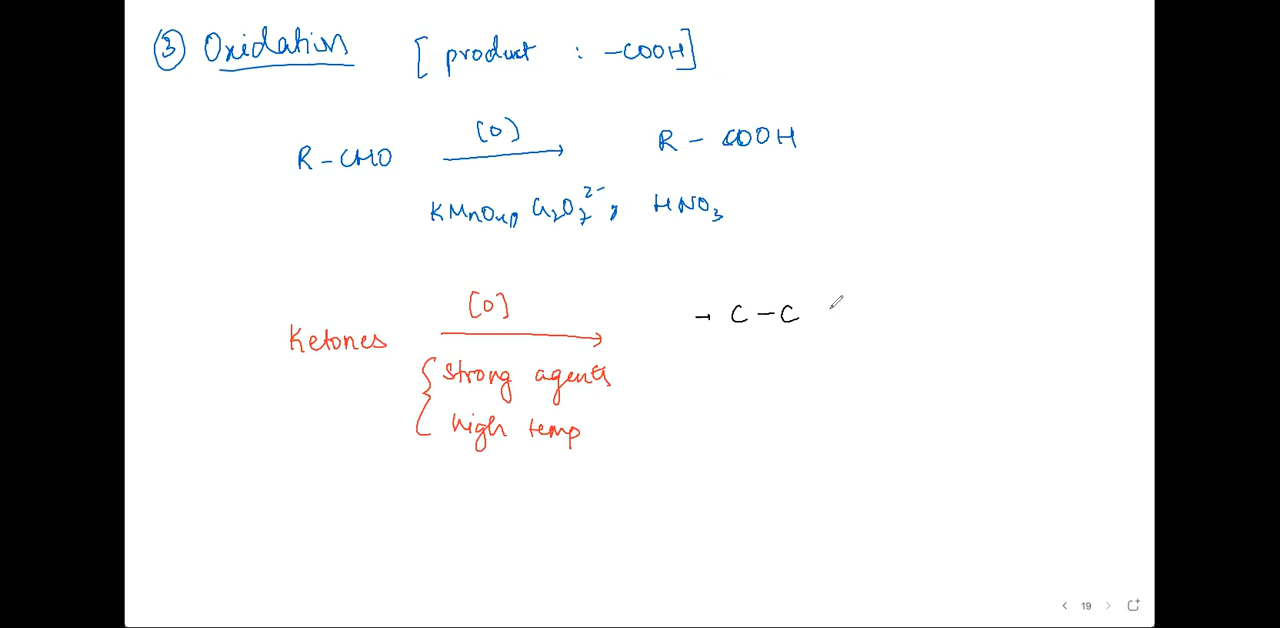 ③ Oxidation [ product : -COOH]
R - CHO (O) → R - COOH
KMnO4, Cr2O7 2- , HNO3
Ketones [O] → → C - C
{ strong agents
high temp
< 19 >